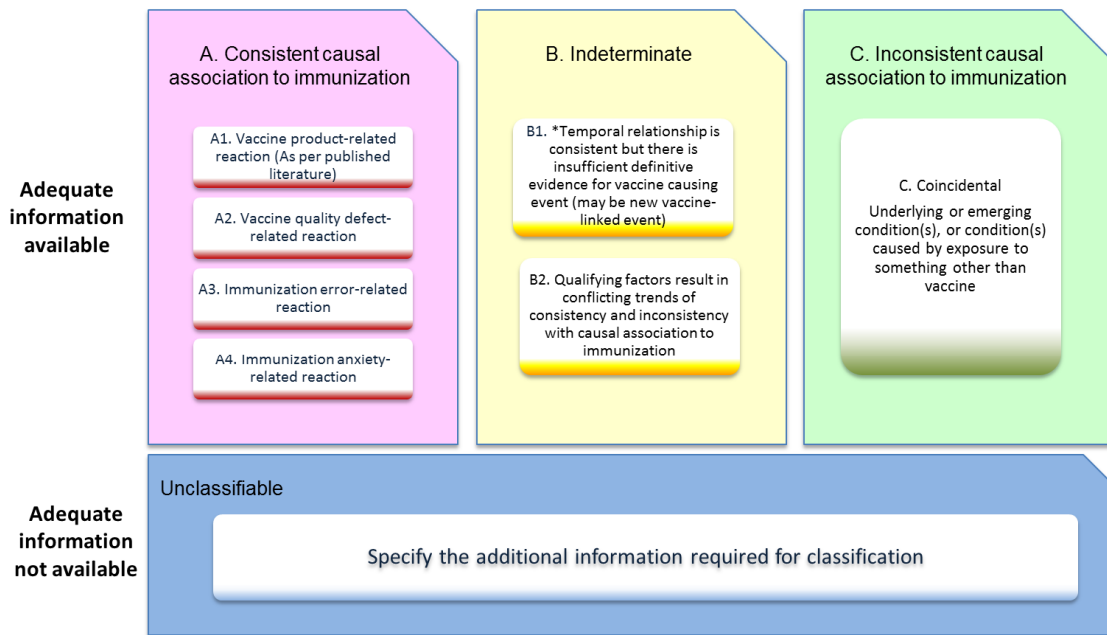 A. Consistent causal
association to immunization
A1. Vaccine product-related
reaction (As per published
literature)
A2. Vaccine quality defect-
related reaction
A3. Immunization error-related
reaction
A4. Immunization anxiety-
related reaction
B. Indeterminate
B1. *Temporal relationship is
consistent but there is
insufficient definitive
evidence for vaccine causing
event (may be new vaccine-
linked event)
B2. Qualifying factors result in
conflicting trends of
consistency and inconsistency
with causal association to
immunization
C. Inconsistent causal
association to immunization
C. Coincidental
Underlying or emerging
condition(s), or condition(s)
caused by exposure to
something other than
vaccine
Adequate
information
available
Adequate
information
not available
Unclassifiable
Specify the additional information required for classification